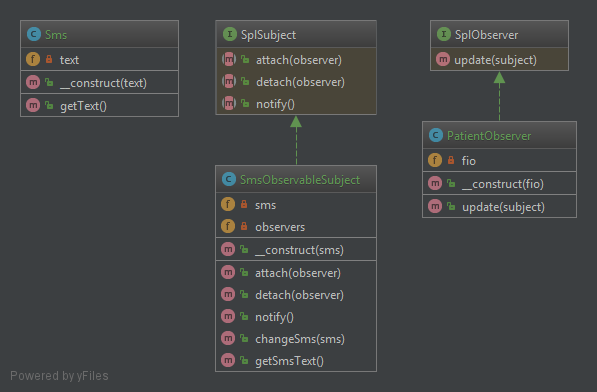 Sms
text
__construct(text)
getText()
SplSubject
attach(observer)
detach(observer)
notify()
SplObserver
update(subject)
SmsObservableSubject
sms
observers
__construct(sms)
attach(observer)
detach(observer)
notify()
changeSms(sms)
getSmsText()
PatientObserver
fio
__construct(fio)
update(subject)
Powered by yFiles